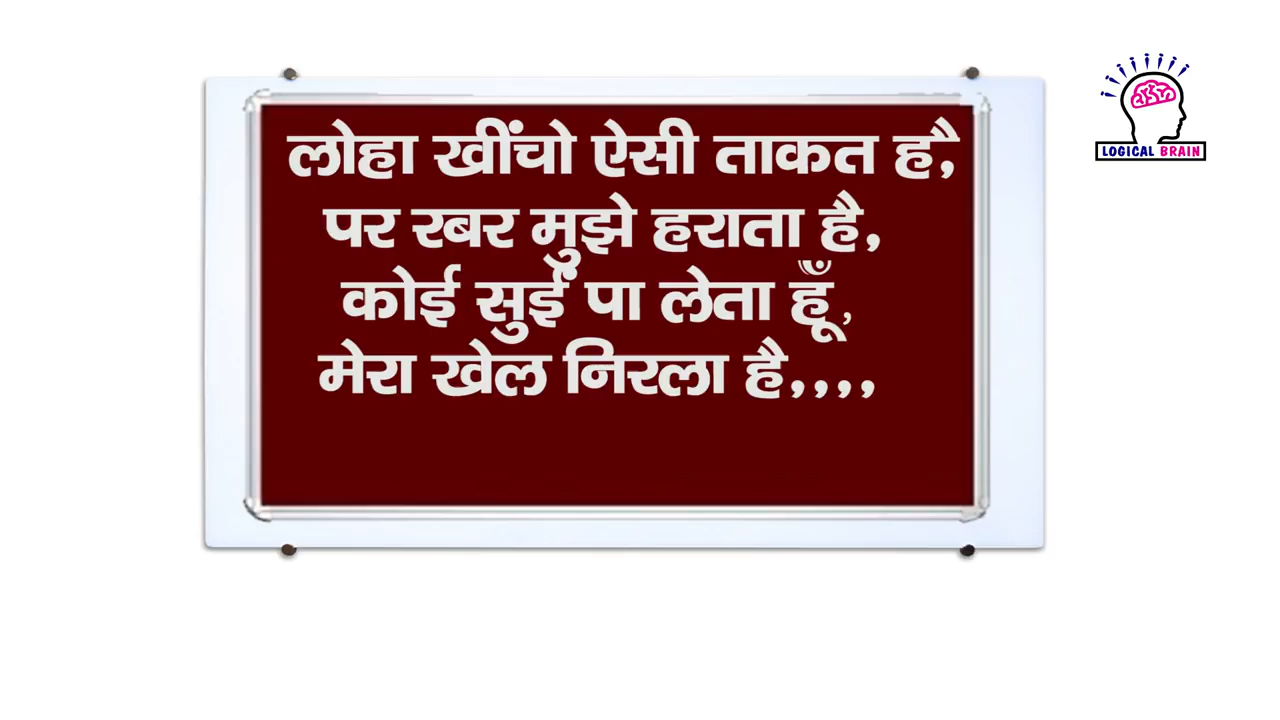 लोहा खींचो ऐसी ताकत है,
पर रबर मुझे हराता है,
कोई सुईं पा लेता हूँ,
मेरा खेल निरला है,,,,
LOGICAL BRAIN